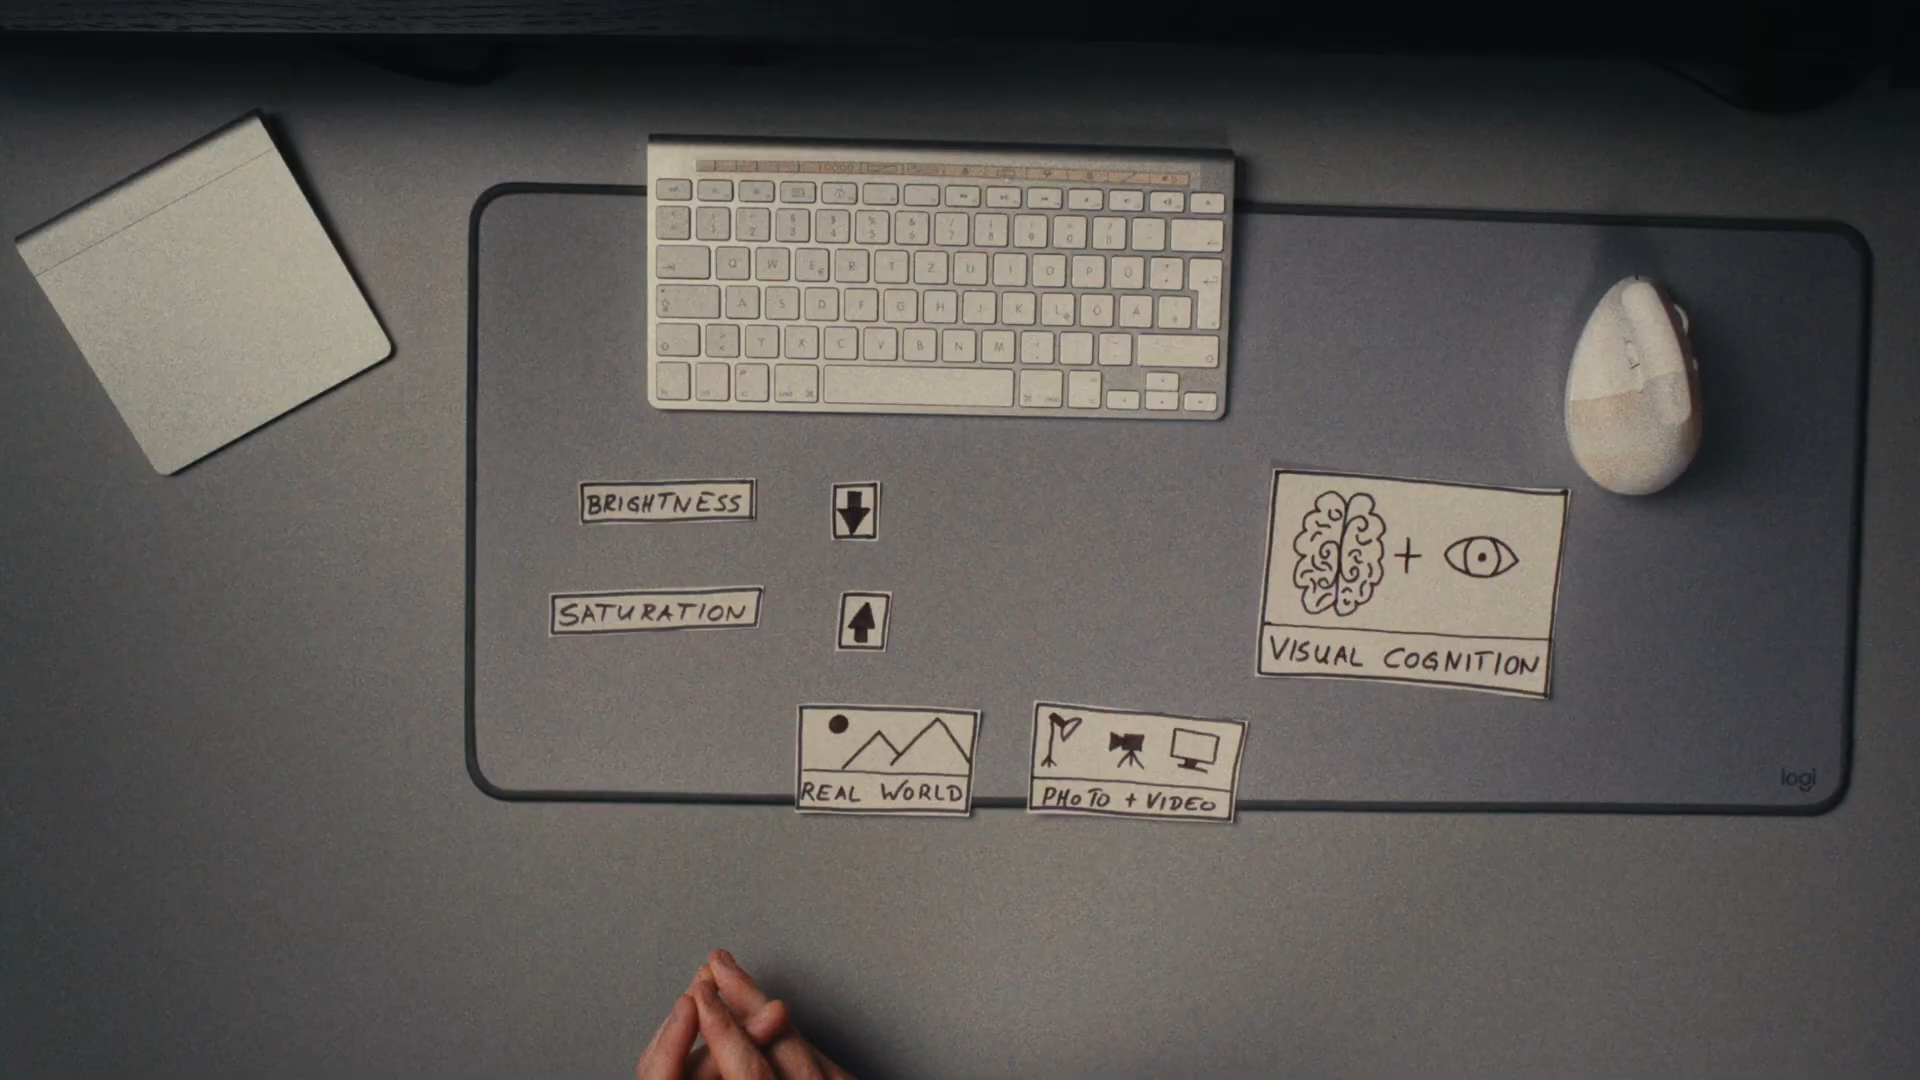 Q W E R T Z U I O P Ü
A S D F G H J K L Ö Ä
Y X C V B N M
BRIGHTNESS
SATURATION
VISUAL COGNITION
REAL WORLD
PHOTO + VIDEO
logi